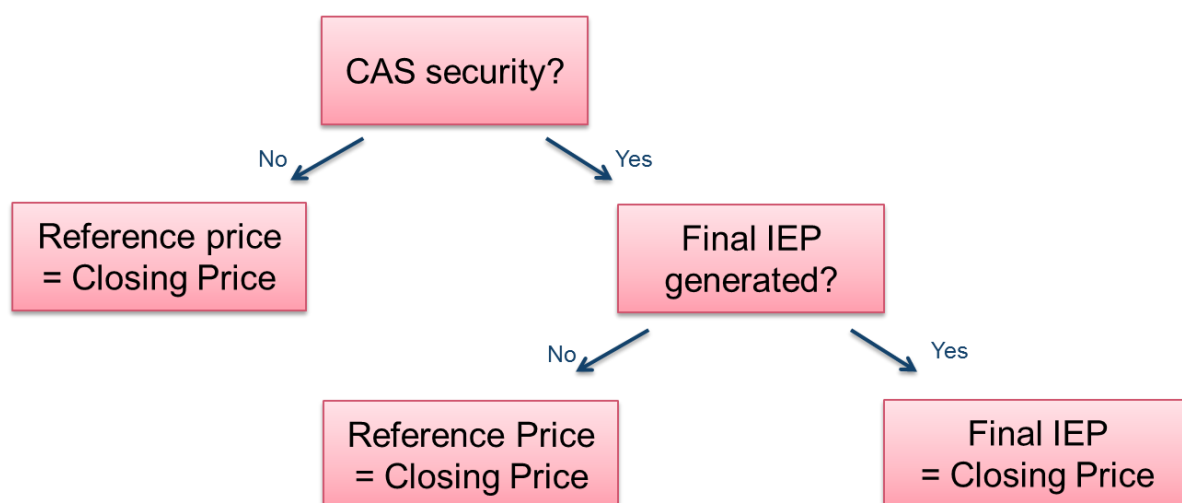 CAS security?
No
Yes
Reference price
= Closing Price
Final IEP
generated?
No
Yes
Reference Price
= Closing Price
Final IEP
= Closing Price